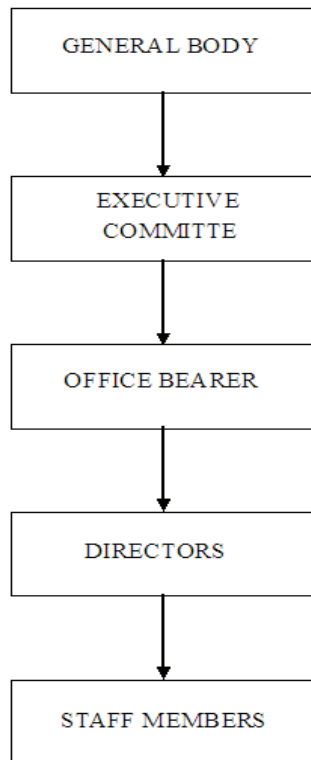 GENERAL BODY
EXECUTIVE
COMMITTE
OFFICE BEARER
DIRECTORS
STAFF MEMBERS